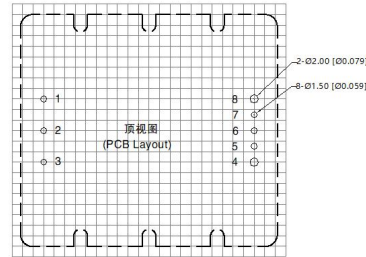 2-Ø2.00 [Ø0.079]
1 8
7 8-Ø1.50 [Ø0.059]
2 顶视图 6
(PCB Layout) 5
3 4